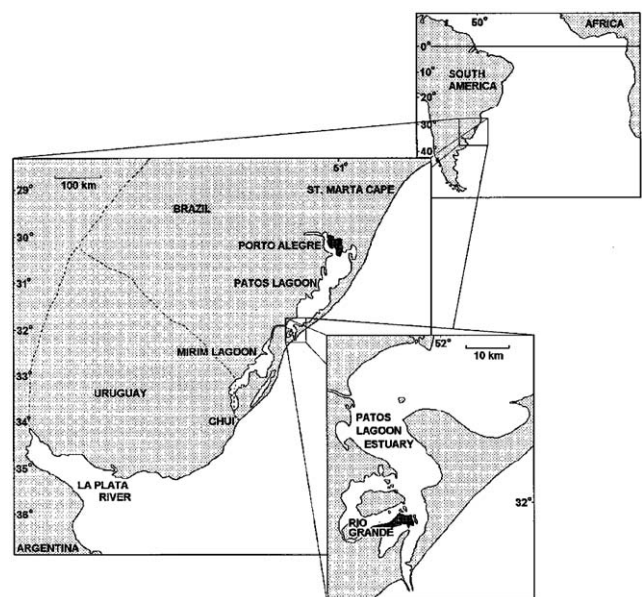 50°
AFRICA
0°
10°
SOUTH
AMERICA
20°
30°
40
51°
100 km
ST. MARTA CAPE
29°
BRAZIL
30°
PORTO ALEGRE
31°
PATOS LAGOON
32°
MIRIM LAGOON
33°
URUGUAY
CHUI
34°
35°
LA PLATA
RIVER
36°
ARGENTINA
52°
10 km
PATOS
LAGOON
ESTUARY
32°
RIO
GRANDE